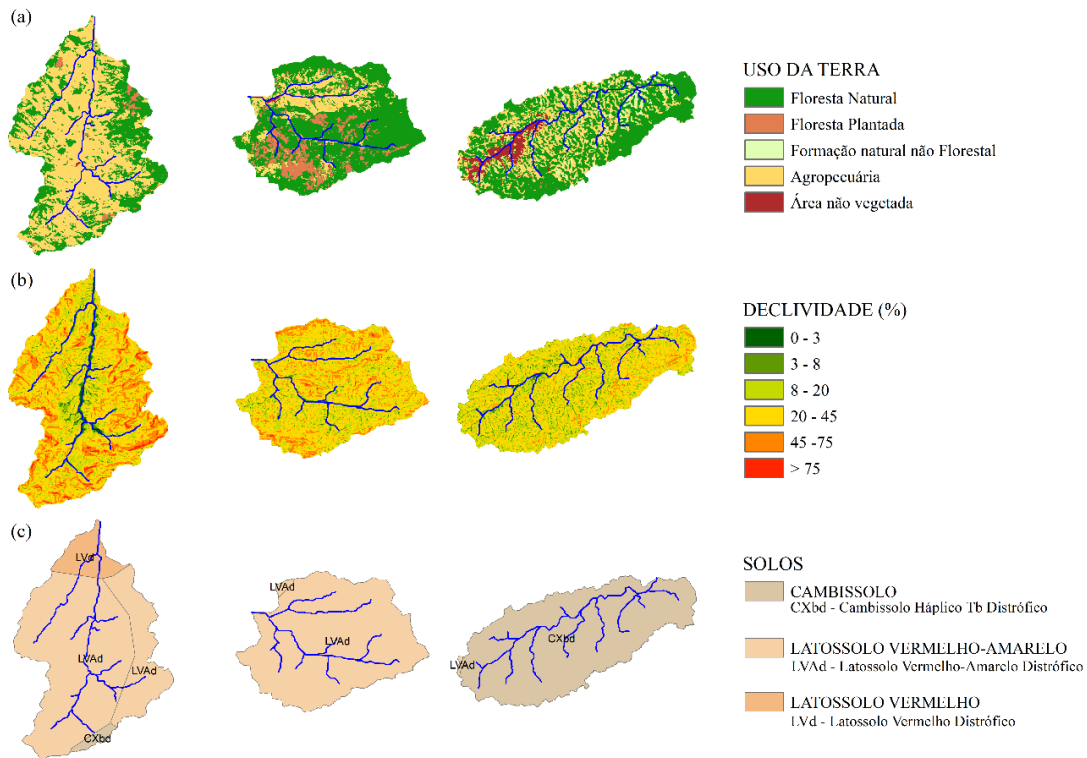 (a)
USO DA TERRA
Floresta Natural
Floresta Plantada
Formação natural não Florestal
Agropecuária
Área não vegetada
(b)
DECLIVIDADE (%)
0 - 3
3 - 8
8 - 20
20 - 45
45 -75
> 75
(c)
LVd
LVAd
LVAd
CXbd
LVAd
LVAd
CXbd
LVAd
SOLOS
CAMBISSOLO
CXbd - Cambissolo Háplico Tb Distrófico
LATOSSOLO VERMELHO-AMARELO
LVAd - Latossolo Vermelho-Amarelo Distrófico
LATOSSOLO VERMELHO
LVd - Latossolo Vermelho Distrófico